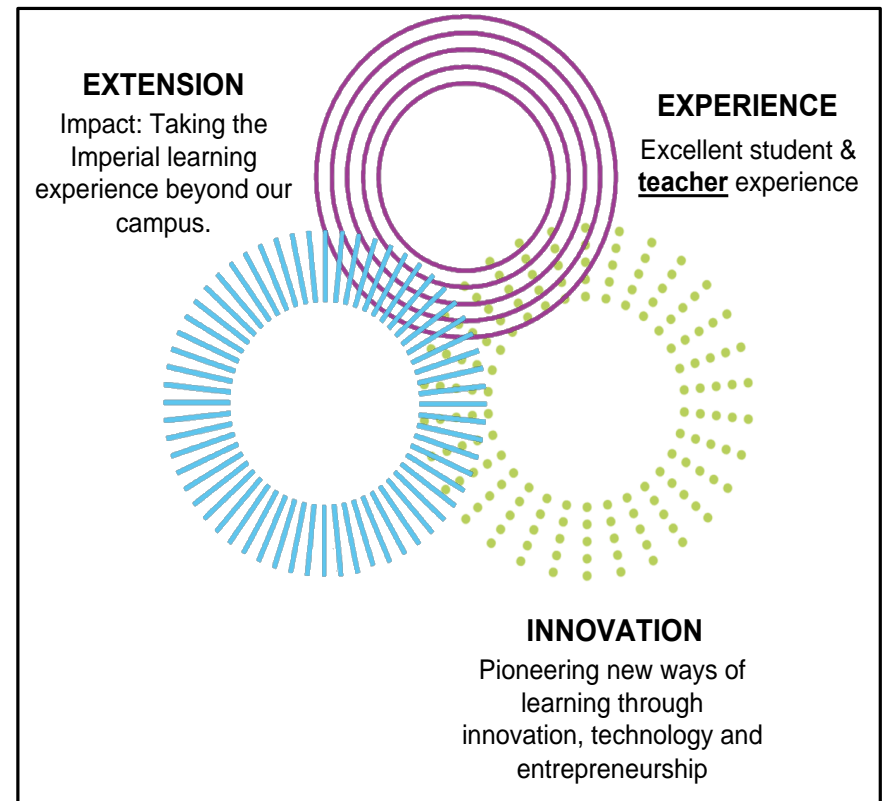 EXTENSION
Impact: Taking the
Imperial learning
experience beyond our
campus.
EXPERIENCE
Excellent student &
teacher experience
INNOVATION
Pioneering new ways of
learning through
innovation, technology and
entrepreneurship